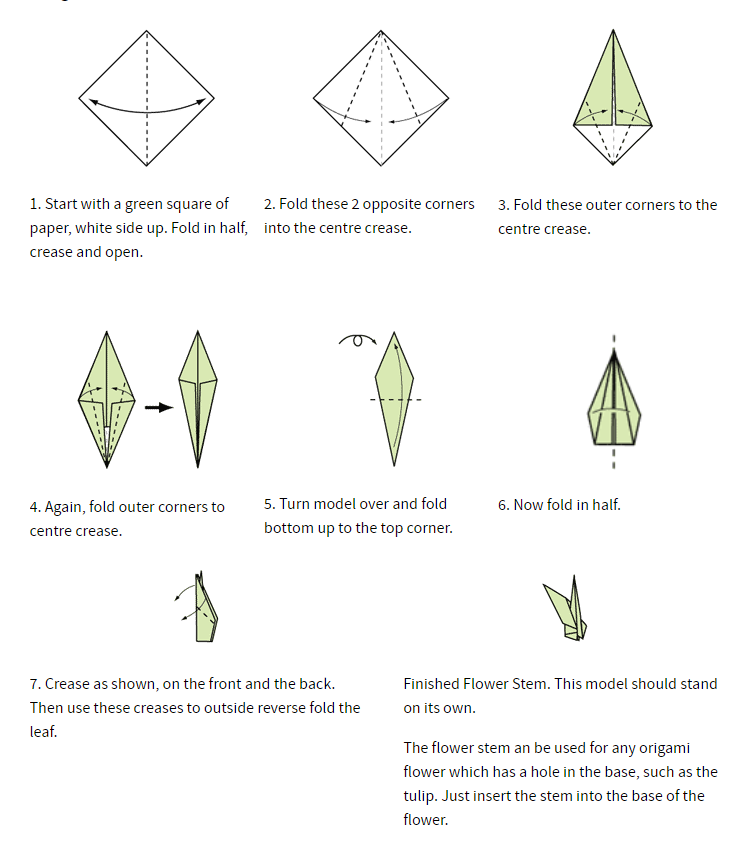 1. Start with a green square of
paper, white side up. Fold in half,
crease and open.
2. Fold these 2 opposite corners
into the centre crease.
3. Fold these outer corners to the
centre crease.
4. Again, fold outer corners to
centre crease.
5. Turn model over and fold
bottom up to the top corner.
6. Now fold in half.
7. Crease as shown, on the front and the back.
Then use these creases to outside reverse fold the
leaf.
Finished Flower Stem. This model should stand
on its own.
The flower stem an be used for any origami
flower which has a hole in the base, such as the
tulip. Just insert the stem into the base of the
flower.